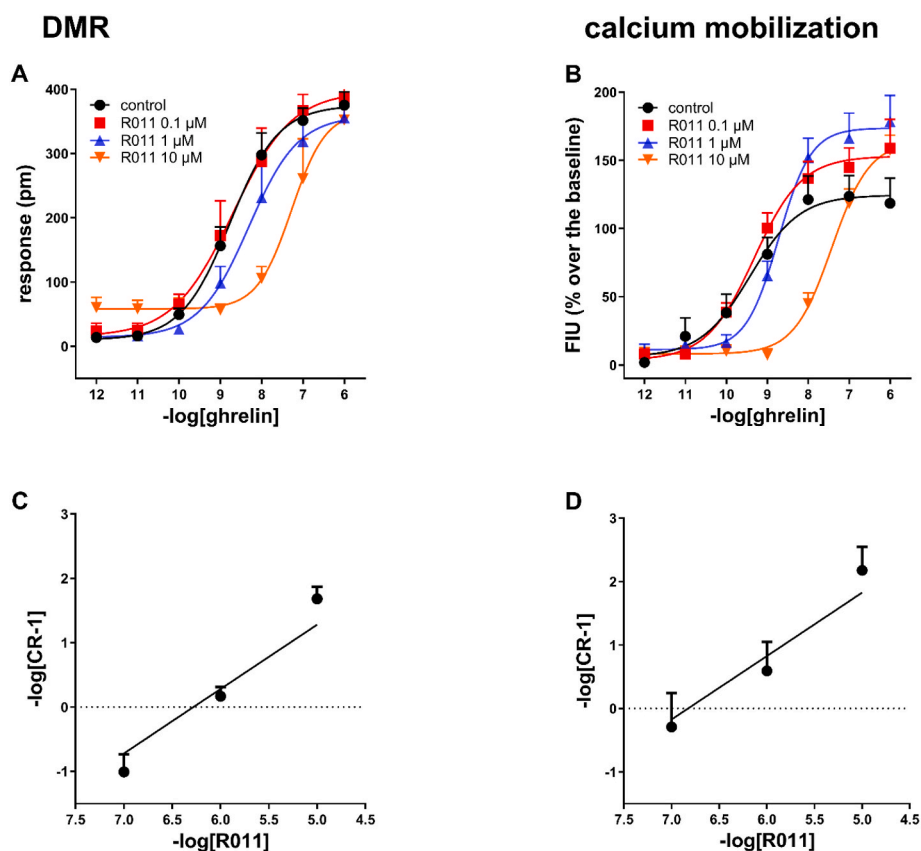 DMR
calcium mobilization
A
control
R011 0.1 µM
R011 1 µM
R011 10 µM
400
300
200
100
0
response (pm)
12 11 10 9 8 7 6
-log[ghrelin]
B
control
R011 0.1 µM
R011 1 µM
R011 10 µM
200
150
100
50
0
FIU (% over the baseline)
12 11 10 9 8 7 6
-log[ghrelin]
C
3
2
1
0
-1
-log[CR-1]
7.5 7.0 6.5 6.0 5.5 5.0 4.5
-log[R011]
D
3
2
1
0
-1
-log[CR-1]
7.5 7.0 6.5 6.0 5.5 5.0 4.5
-log[R011]